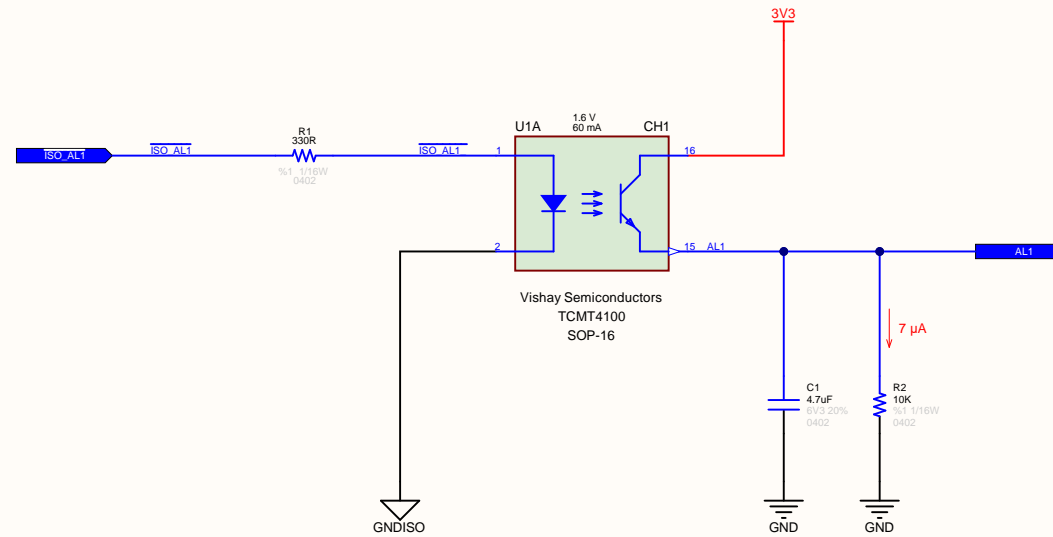 3V3
1.6 V
60 mA
U1A
CH1
R1
330R
ISO_AL1
ISO_AL1
ISO_AL1
1
16
%1 1/16W
0402
2
15
AL1
AL1
Vishay Semiconductors
TCMT4100
SOP-16
7 µA
C1
4.7uF
6V3 20%
0402
R2
10K
%1 1/16W
0402
GNDISO
GND
GND